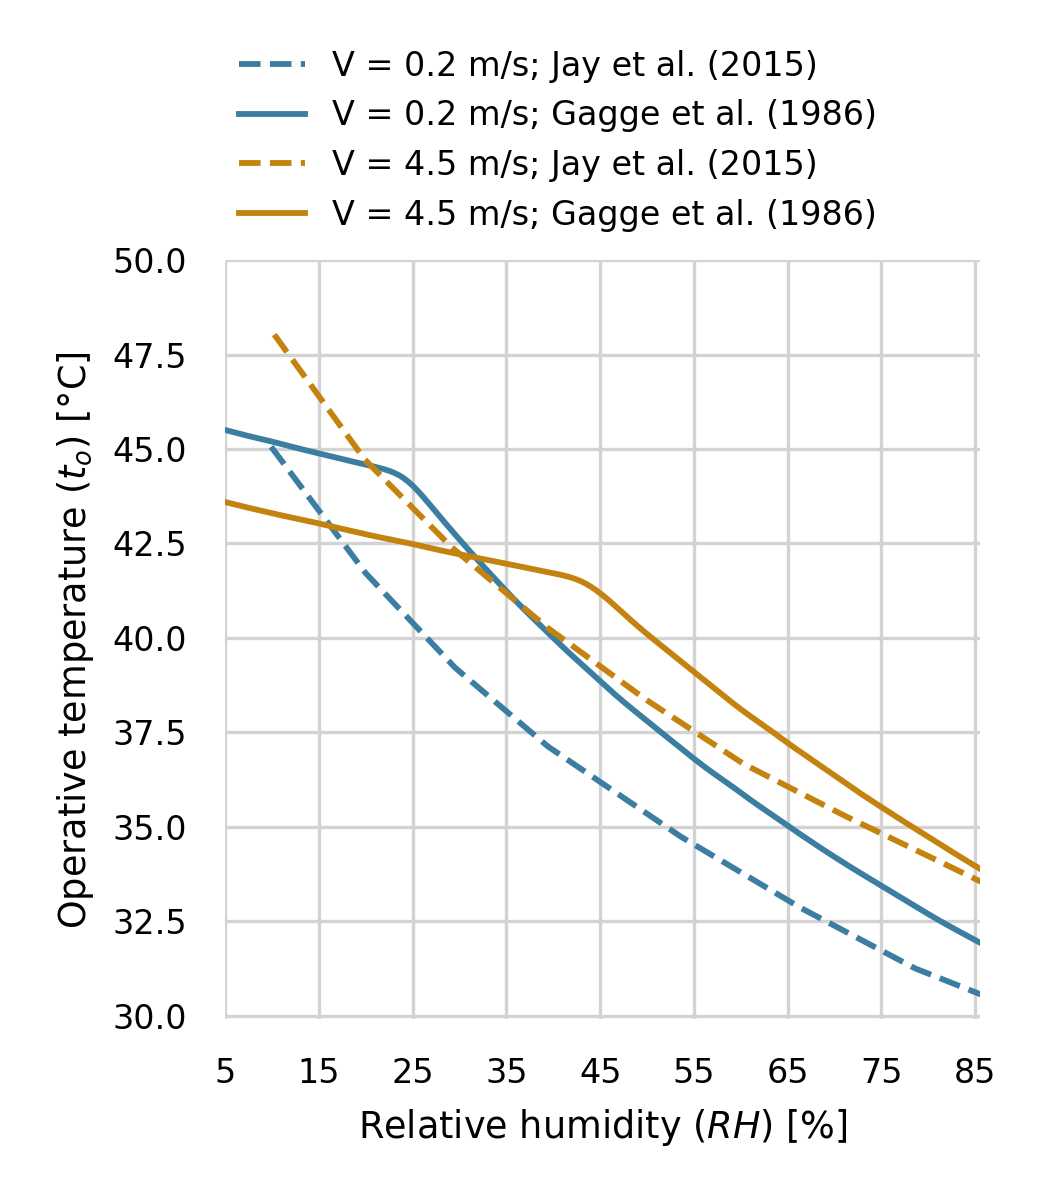 V = 0.2 m/s; Jay et al. (2015)
V = 0.2 m/s; Gagge et al. (1986)
V = 4.5 m/s; Jay et al. (2015)
V = 4.5 m/s; Gagge et al. (1986)
50.0
47.5
45.0
42.5
40.0
37.5
35.0
32.5
30.0
Operative temperature (t_o) [°C]
5 15 25 35 45 55 65 75 85
Relative humidity (RH) [%]